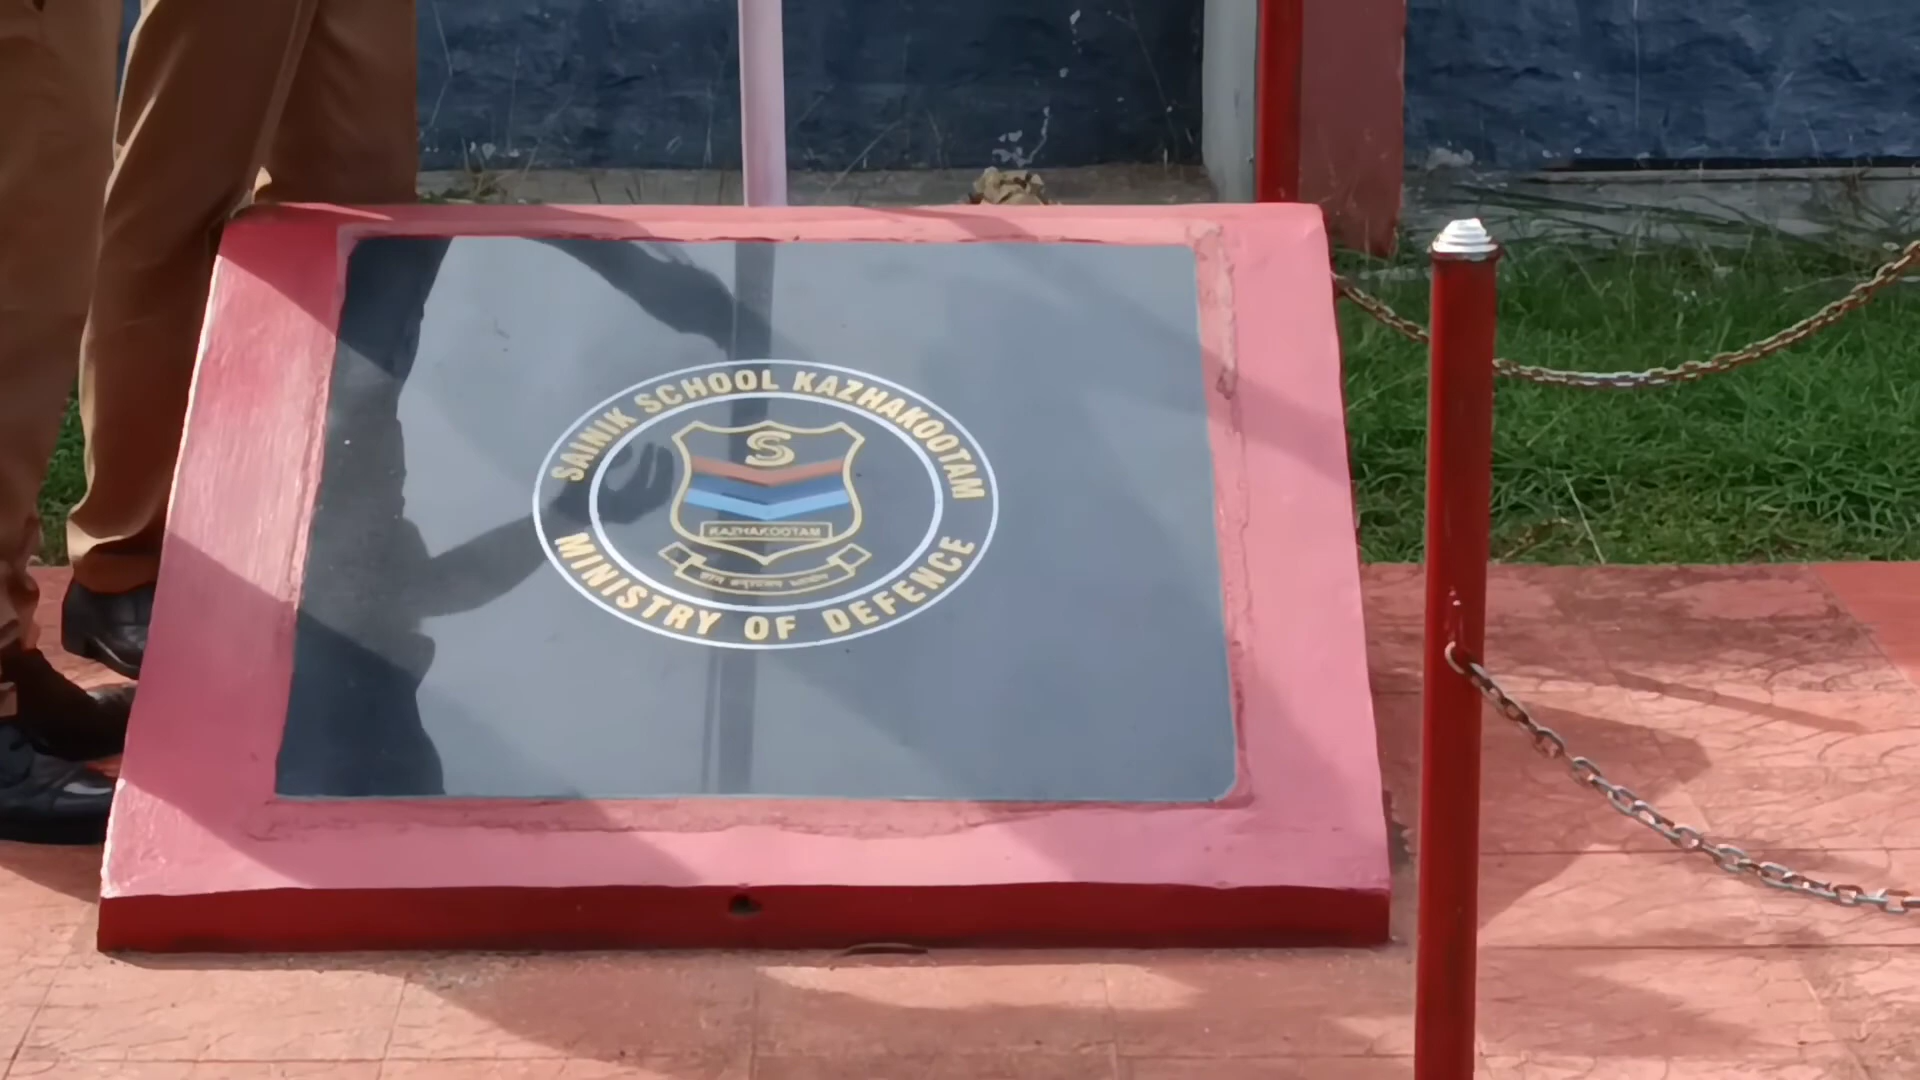 SAINIK SCHOOL KAZHAKOOTAM
S
KAZHAKOOTAM
MINISTRY OF DEFENCE